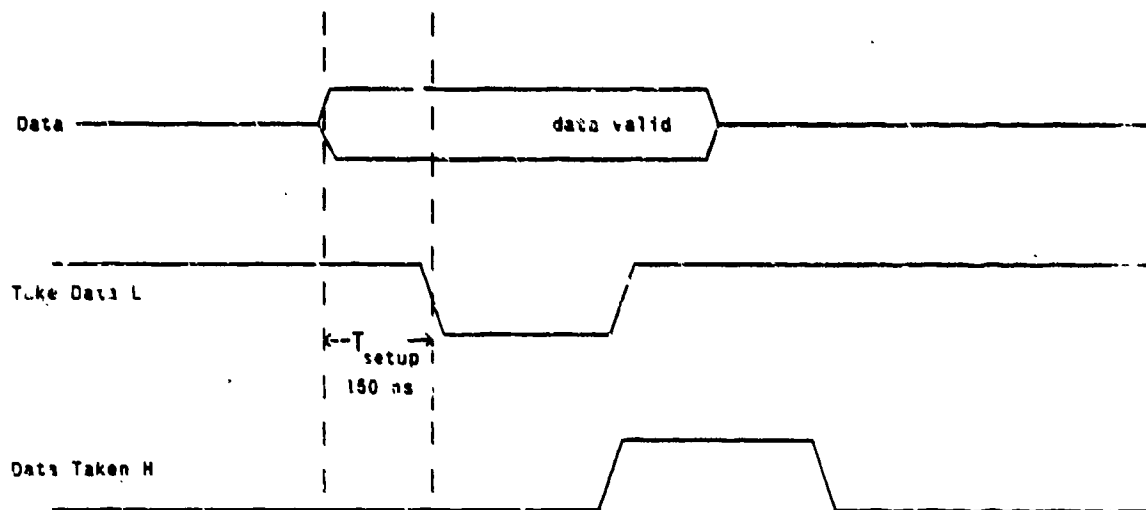 Data
data valid
Take Data L
T
setup
150 ns
Data Taken H